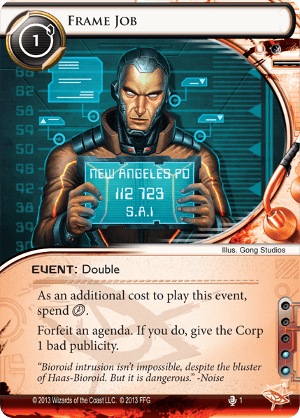 FRAME JOB
1
NEW ANGELES PD
112 723
S.A.I
Illus. Gong Studios
EVENT: Double
As an additional cost to play this event,
spend .
Forfeit an agenda. If you do, give the Corp
1 bad publicity.
"Bioroid intrusion isn't impossible, despite the bluster
of Haas-Bioroid. But it is dangerous." -Noise
© 2013 Wizards of the Coast LLC. © 2013 FFG
1